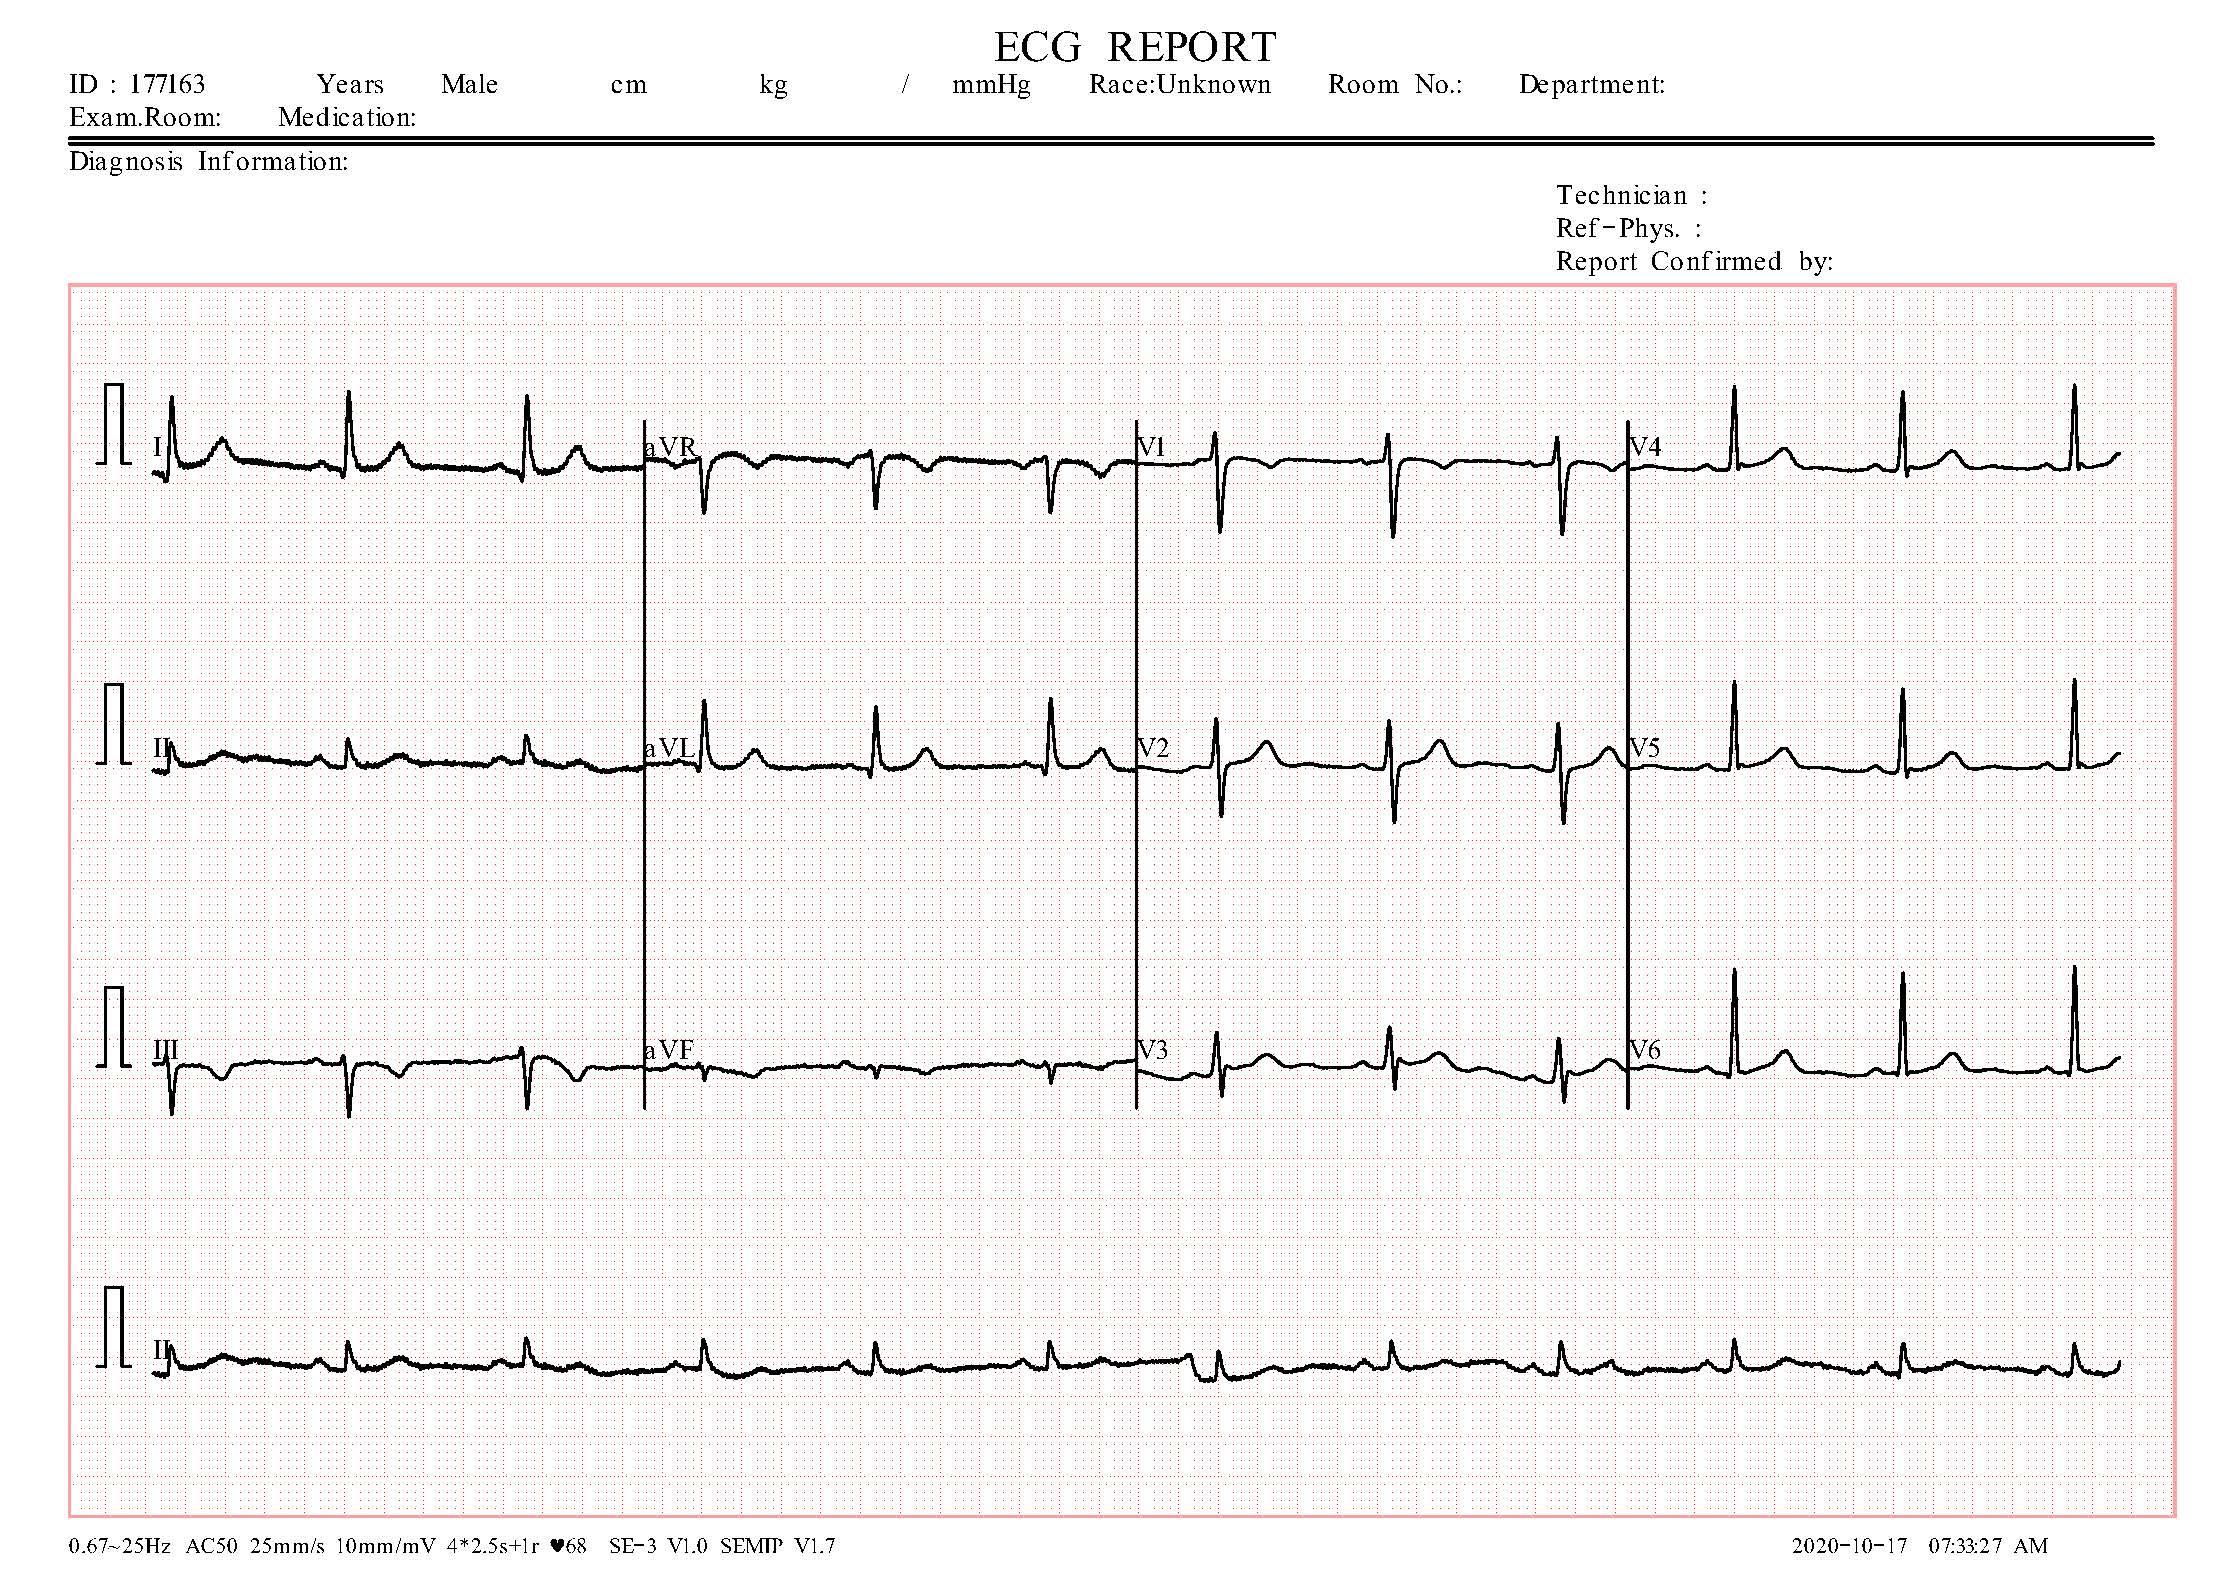 ECG REPORT
ID : 177163 Years Male cm kg / mmHg Race:Unknown Room No.: Department:
Exam.Room: Medication:
Diagnosis Information:
Technician :
Ref-Phys. :
Report Confirmed by:
I aVR V1 V4
II aVL V2 V5
III aVF V3 V6
II
0.67~25Hz AC50 25mm/s 10mm/mV 4*2.5s+1r ♥68 SE-3 V1.0 SEMIP V1.7 2020-10-17 07:33:27 AM